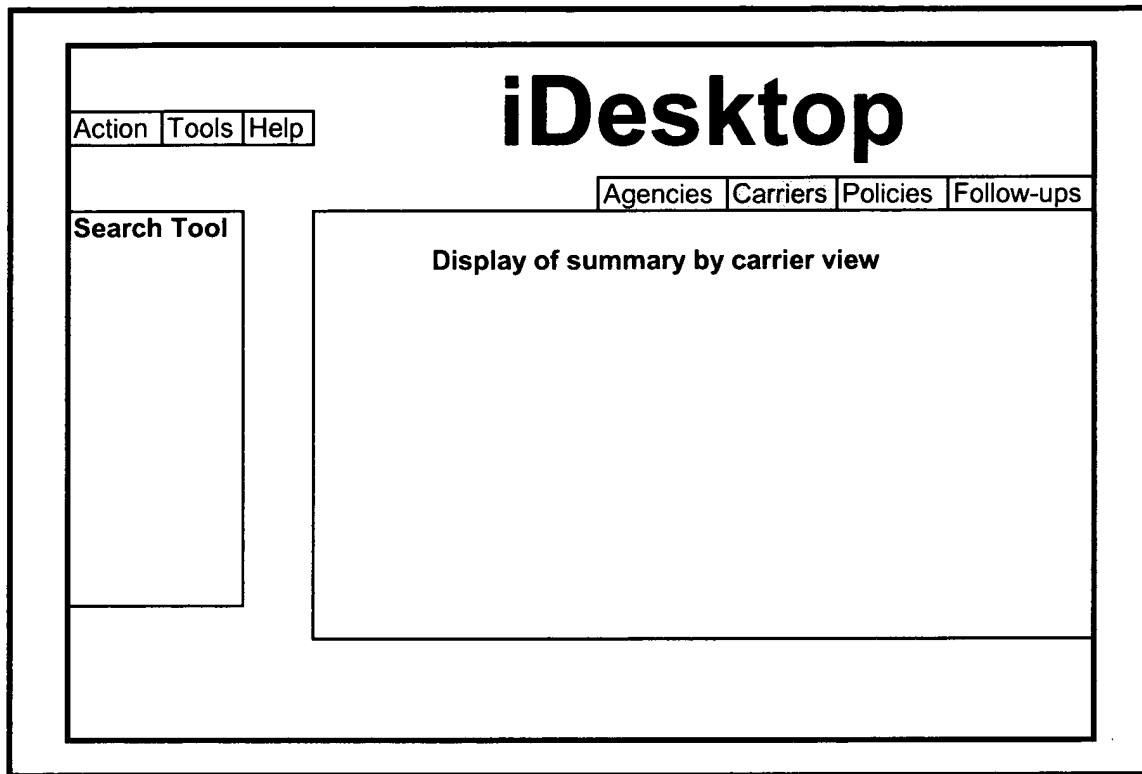 iDesktop
Action Tools Help
Agencies Carriers Policies Follow-ups
Search Tool
Display of summary by carrier view